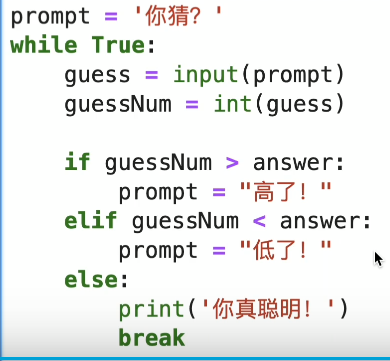 prompt = '你猜？'
while True:
    guess = input(prompt)
    guessNum = int(guess)

    if guessNum > answer:
        prompt = "高了！"
    elif guessNum < answer:
        prompt = "低了！"
    else:
        print('你真聪明！')
        break